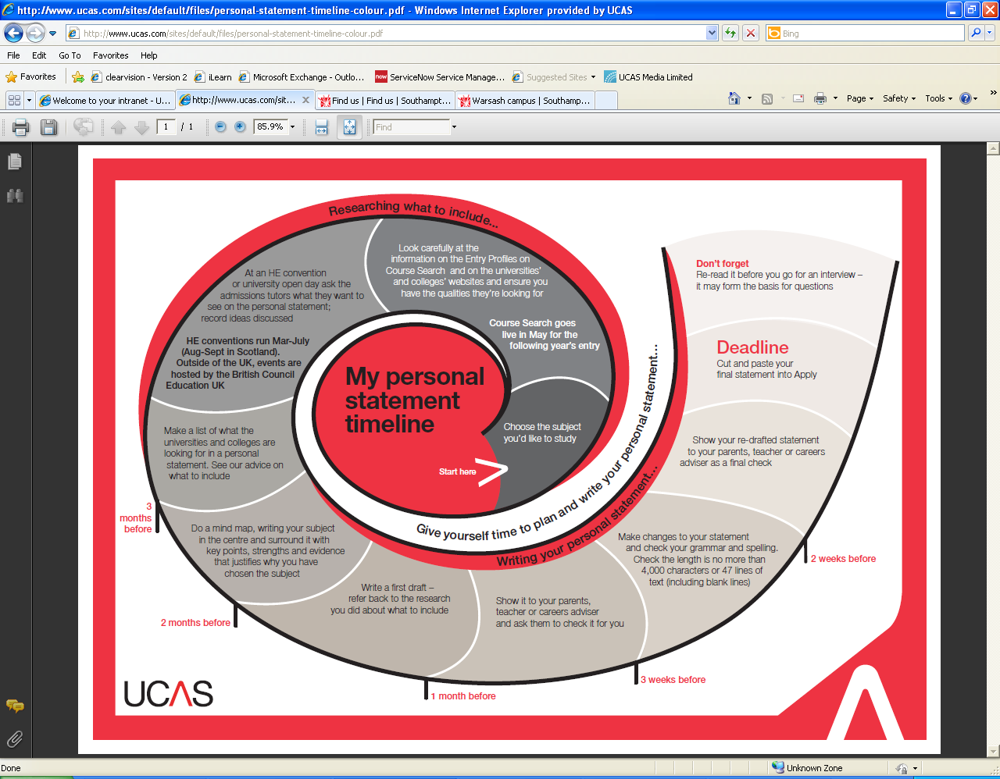 http://www.ucas.com/sites/default/files/personal-statement-timeline-colour.pdf - Windows Internet Explorer provided by UCAS
http://www.ucas.com/sites/default/files/personal-statement-timeline-colour.pdf
Bing
File Edit Go To Favorites Help
Favorites clearvision - Version 2 iLearn Microsoft Exchange - Outlo... now ServiceNow Service Manage... Suggested Sites UCAS Media Limited
Welcome to your intranet - U... http://www.ucas.com/sit... Find us | Find us | Southampt... Warsash campus | Southamp...
Page Safety Tools
1 / 1 85.9% Find
Researching what to include...
Look carefully at the
information on the Entry Profiles on
Course Search and on the universities'
and colleges' websites and ensure you
have the qualities they're looking for
Course Search goes
live in May for the
following year's entry
At an HE convention
or university open day ask the
admissions tutors what they want to
see on the personal statement;
record ideas discussed
HE conventions run Mar-July
(Aug-Sept in Scotland).
Outside of the UK, events are
hosted by the British Council
Education UK
My personal
statement
timeline
Start here
Choose the subject
you'd like to study
Make a list of what the
universities and colleges are
looking for in a personal
statement. See our advice on
what to include
3
months
before
Do a mind map, writing your subject
in the centre and surround it with
key points, strengths and evidence
that justifies why you have
chosen the subject
2 months before
Give yourself time to plan and write your personal statement...
Writing your personal statement...
Write a first draft –
refer back to the research
you did about what to include
1 month before
Show it to your parents,
teacher or careers adviser
and ask them to check it for you
3 weeks before
Make changes to your statement
and check your grammar and spelling.
Check the length is no more than
4,000 characters or 47 lines of
text (including blank lines)
2 weeks before
Show your re-drafted statement
to your parents, teacher or careers
adviser as a final check
Deadline
Cut and paste your
final statement into Apply
Don't forget
Re-read it before you go for an interview –
it may form the basis for questions
UCAS
Done
Unknown Zone